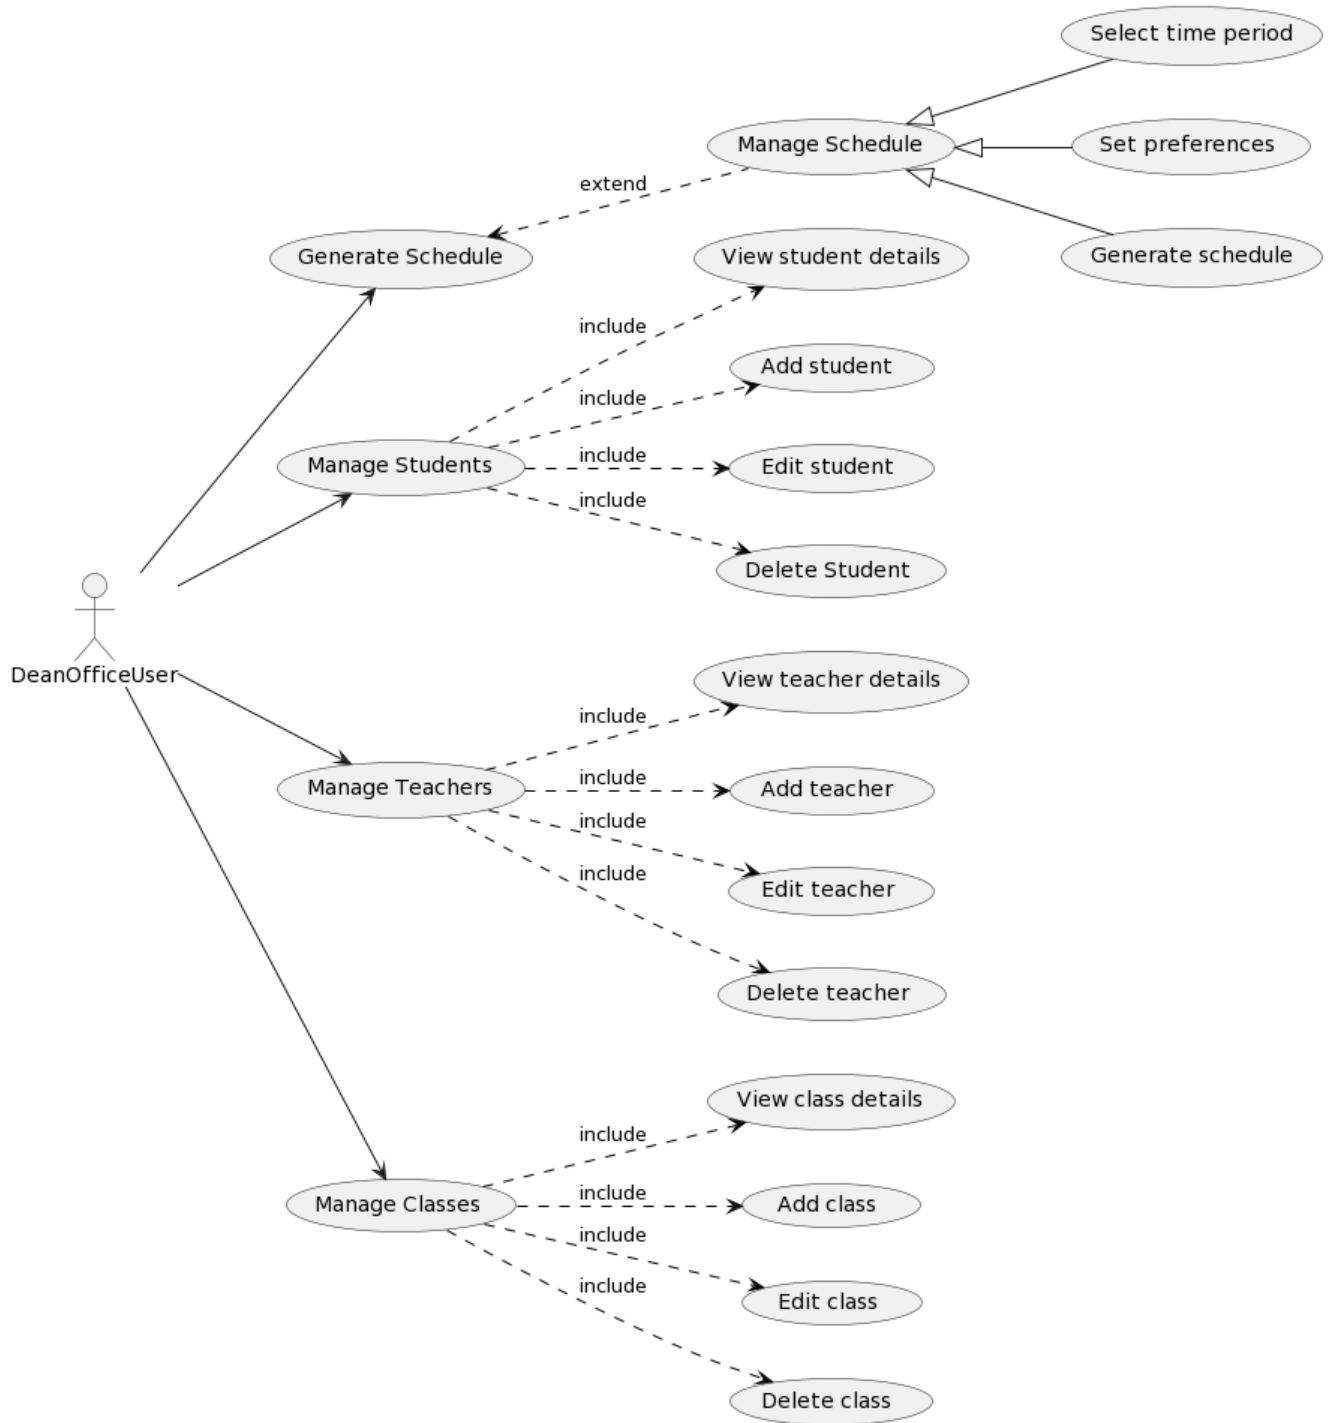 Select time period
Manage Schedule
Set preferences
extend
Generate Schedule
View student details
Generate schedule
include
Add student
include
Manage Students
include
Edit student
include
Delete Student
DeanOfficeUser
View teacher details
include
Manage Teachers
include
Add teacher
include
Edit teacher
include
Delete teacher
View class details
include
Manage Classes
include
Add class
include
Edit class
include
Delete class